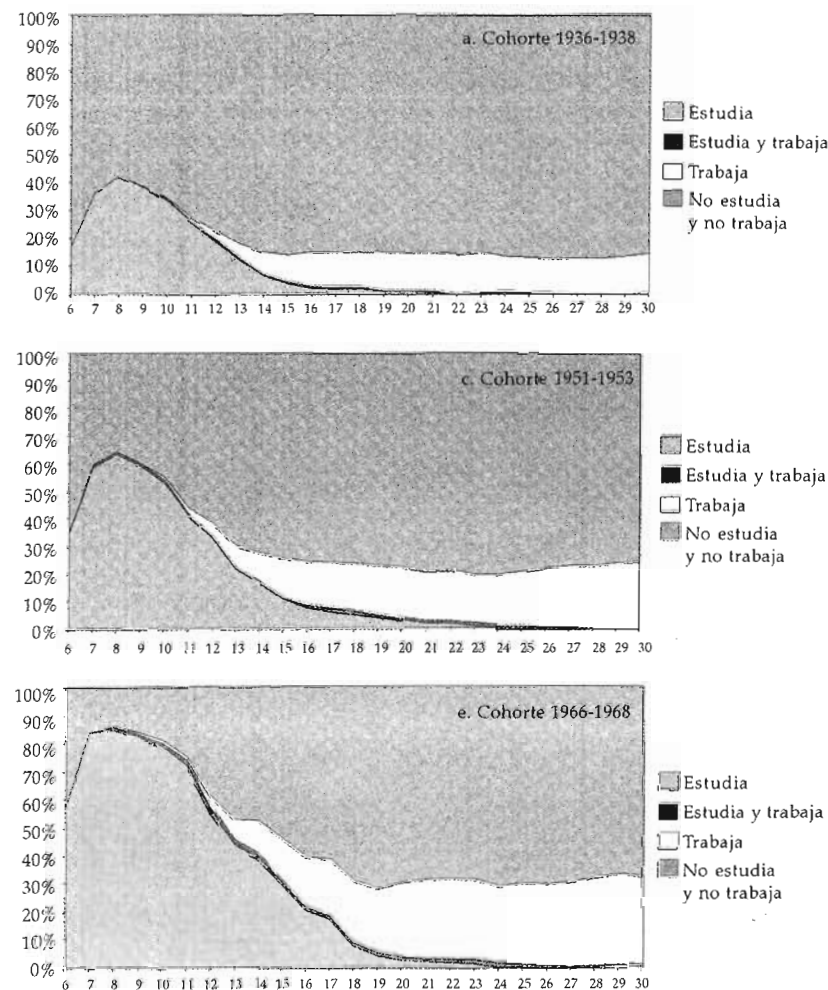 100%
90%
80%
70%
60%
50%
40%
30%
20%
10%
0%
a. Cohorte 1936-1938
Estudia
Estudia y trabaja
Trabaja
No estudia
y no trabaja
6 7 8 9 10 11 12 13 14 15 16 17 18 19 20 21 22 23 24 25 26 27 28 29 30
100%
90%
80%
70%
60%
50%
40%
30%
20%
10%
0%
c. Cohorte 1951-1953
Estudia
Estudia y trabaja
Trabaja
No estudia
y no trabaja
6 7 8 9 10 11 12 13 14 15 16 17 18 19 20 21 22 23 24 25 26 27 28 29 30
100%
90%
80%
70%
60%
50%
40%
30%
20%
10%
0%
e. Cohorte 1966-1968
Estudia
Estudia y trabaja
Trabaja
No estudia
y no trabaja
6 7 8 9 10 11 12 13 14 15 16 17 18 19 20 21 22 23 24 25 26 27 28 29 30